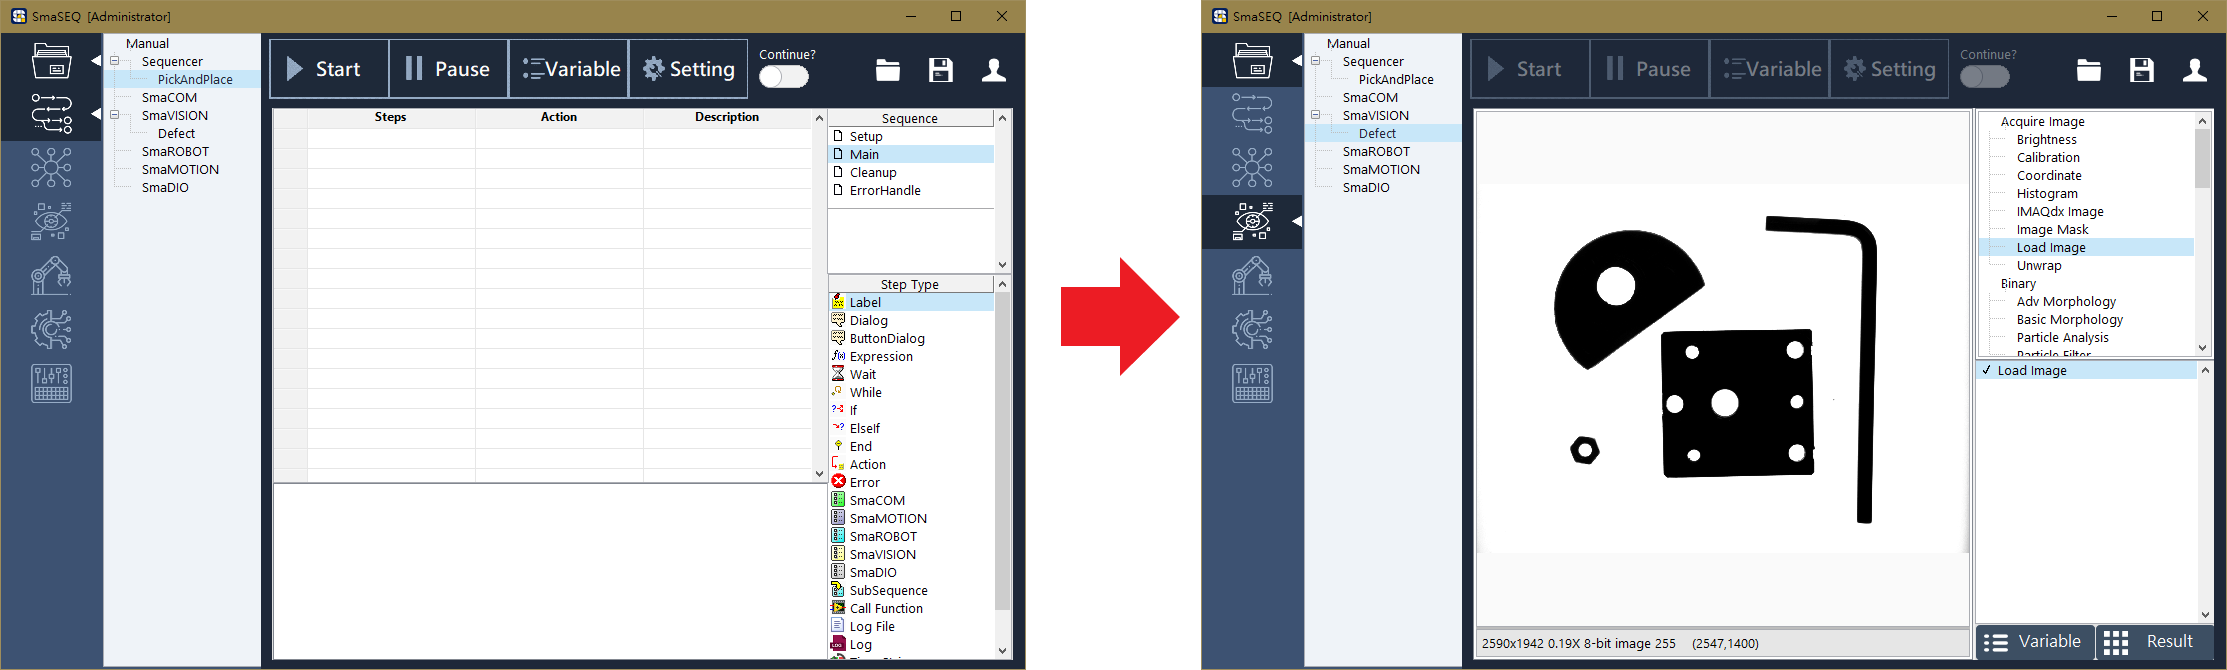 SmaSEQ [Administrator]
Manual
Sequencer
PickAndPlace
SmaCOM
SmaVISION
Defect
SmaROBOT
SmaMOTION
SmaDIO
Start
Pause
Variable
Setting
Continue?
Steps Action Description
Sequence
Setup
Main
Cleanup
ErrorHandle
Step Type
Label
Dialog
ButtonDialog
Expression
Wait
While
If
ElseIf
End
Action
Error
SmaCOM
SmaMOTION
SmaROBOT
SmaVISION
SmaDIO
SubSequence
Call Function
Log File
Log
SmaSEQ [Administrator]
Manual
Sequencer
PickAndPlace
SmaCOM
SmaVISION
Defect
SmaROBOT
SmaMOTION
SmaDIO
Start
Pause
Variable
Setting
Continue?
Acquire Image
Brightness
Calibration
Coordinate
Histogram
IMAQdx Image
Image Mask
Load Image
Unwrap
Binary
Adv Morphology
Basic Morphology
Particle Analysis
Particle Filter
✓ Load Image
2590x1942 0.19X 8-bit image 255 (2547,1400)
Variable
Result